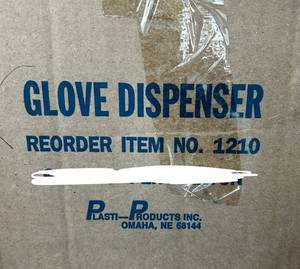 GLOVE DISPENSER
REORDER ITEM NO. 1210
PLASTI–PRODUCTS INC.
OMAHA, NE 68144